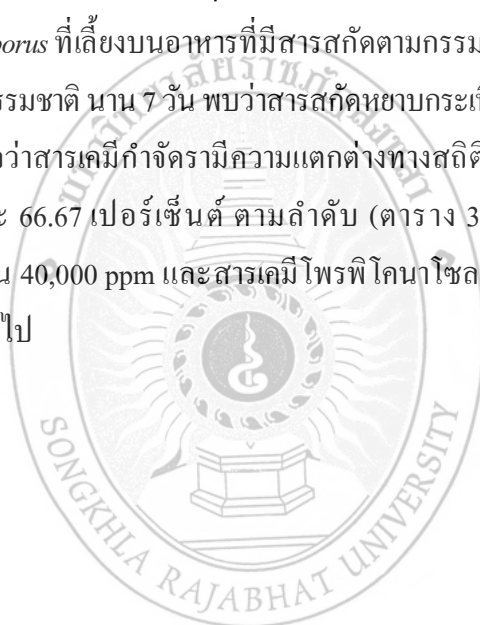 orus ที่เลี้ยงบนอาหารที่มีสารสกัดตามกรรม
รรมชาติ นาน 7 วัน พบว่าสารสกัดหยาบกระเที
ว่าสารเคมีกำจัดรามีความแตกต่างทางสถิติ
ะ 66.67 เปอร์เซ็นต์ ตามลำดับ (ตาราง 3
น 40,000 ppm และสารเคมีโพรพิโคนาโซล
ไป
SONGKHLA RAJABHAT UNIVERSITY